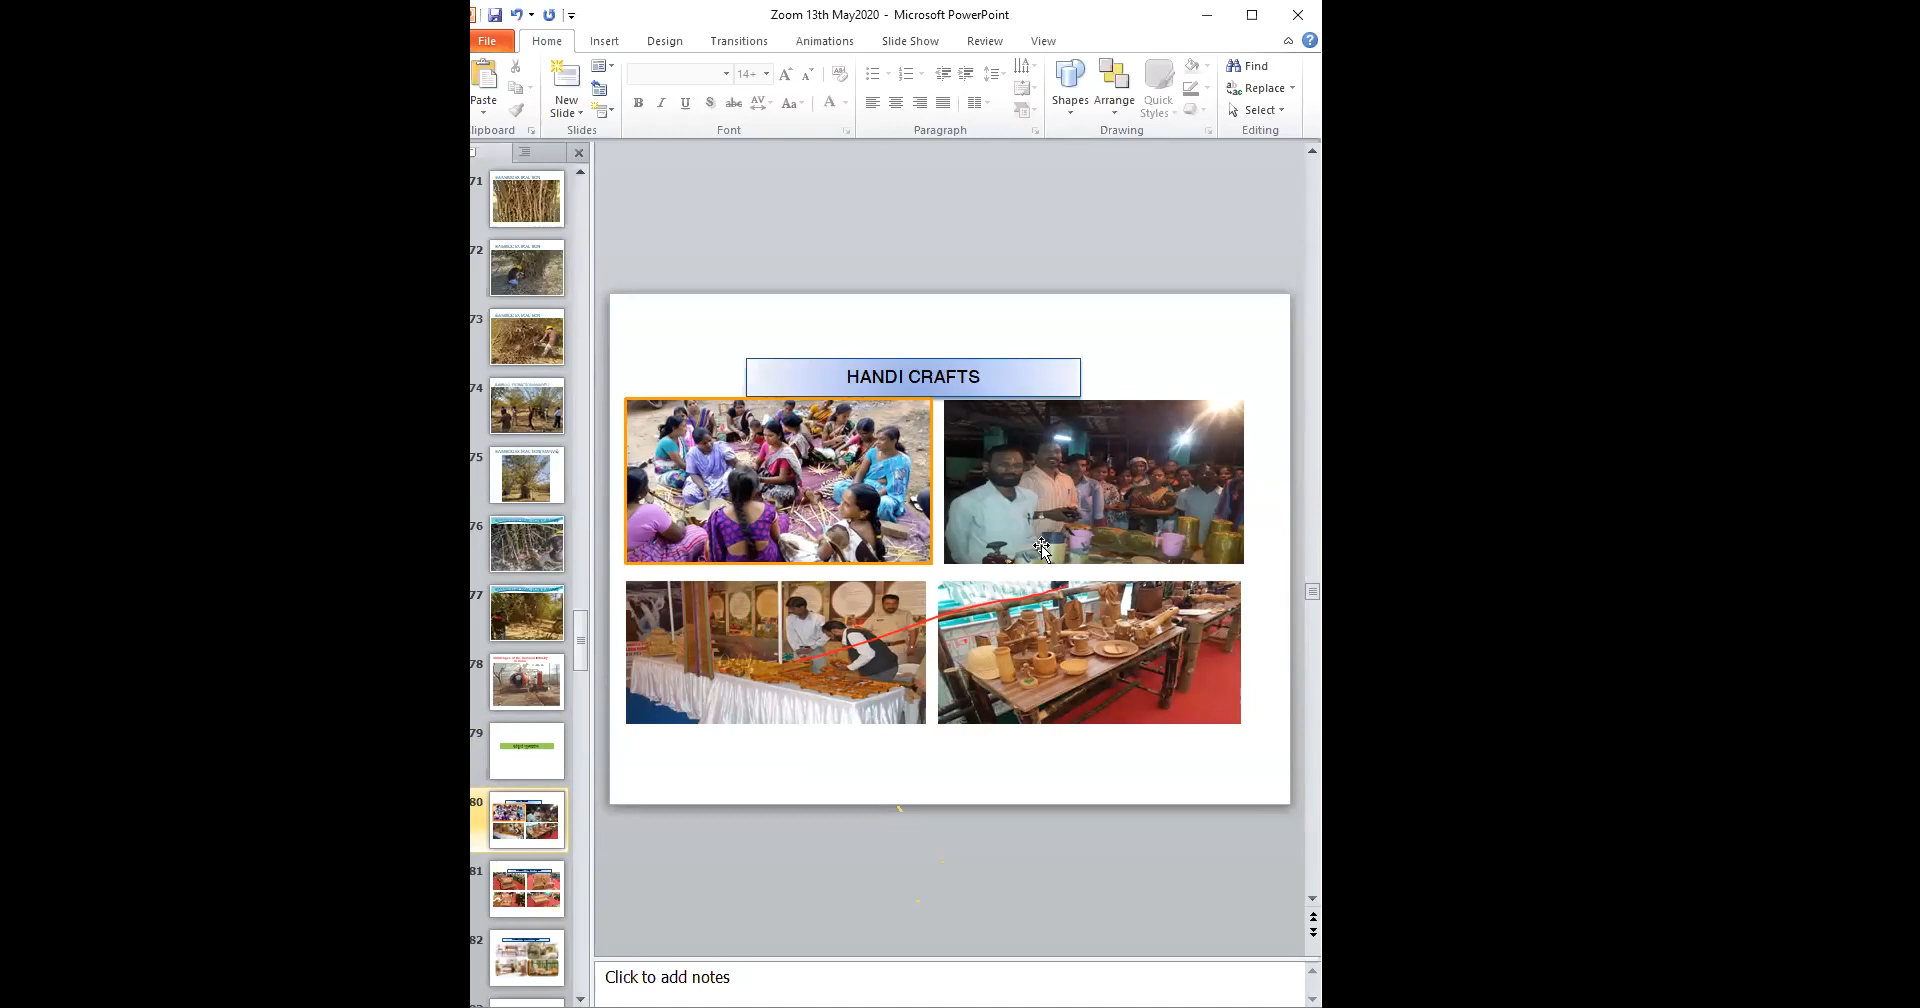 Zoom 13th May2020 - Microsoft PowerPoint
File Home Insert Design Transitions Animations Slide Show Review View
Paste
New Slide
14+
B I U S abc AV Aa A
Shapes Arrange Quick Styles
Find
Replace
Select
lipboard Slides Font Paragraph Drawing Editing
71
72
73
74
75
76
77
78
79
80
81
82
HANDI CRAFTS
Click to add notes